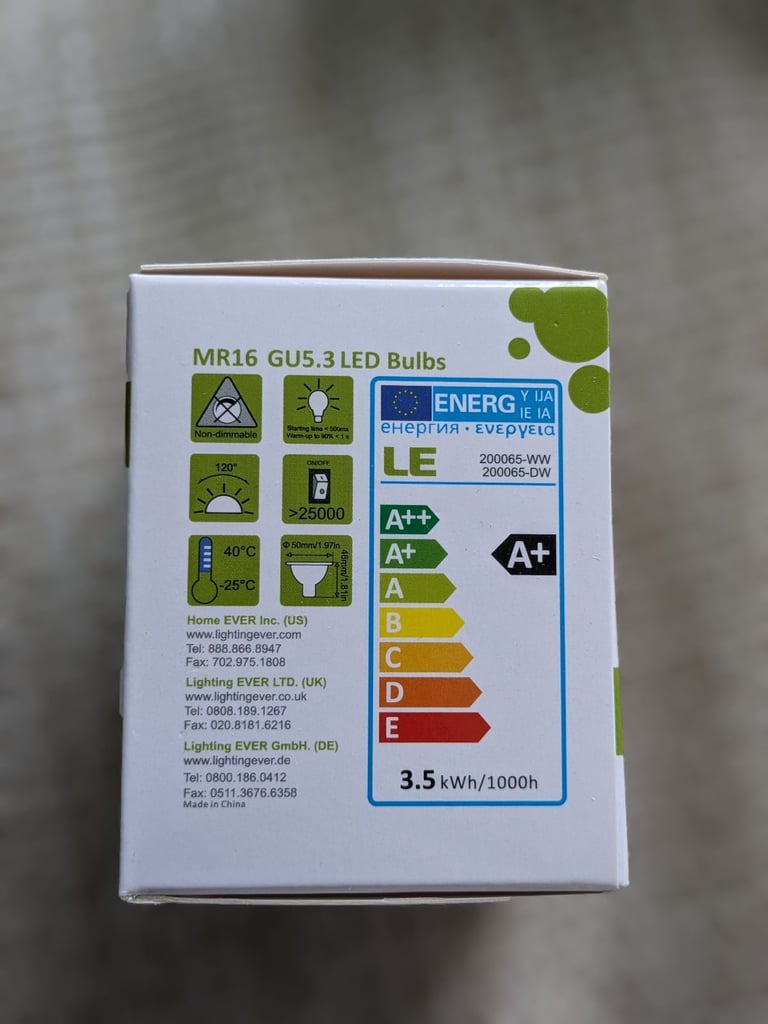 MR16 GU5.3 LED Bulbs
Non-dimmable
Starting time < 500ms
Warm-up to 90% < 1 s
120°
ON/OFF
>25000
40°C
-25°C
Φ 50mm/1.97in
46mm/1.81in
Home EVER Inc. (US)
www.lightingever.com
Tel: 888.866.8947
Fax: 702.975.1808
Lighting EVER LTD. (UK)
www.lightingever.co.uk
Tel: 0808.189.1267
Fax: 020.8181.6216
Lighting EVER GmbH. (DE)
www.lightingever.de
Tel: 0800.186.0412
Fax: 0511.3676.6358
Made in China
ENERG Y IJA
IE IA
енергия · ενεργεια
LE
200065-WW
200065-DW
A++
A+
A+
A
B
C
D
E
3.5 kWh/1000h